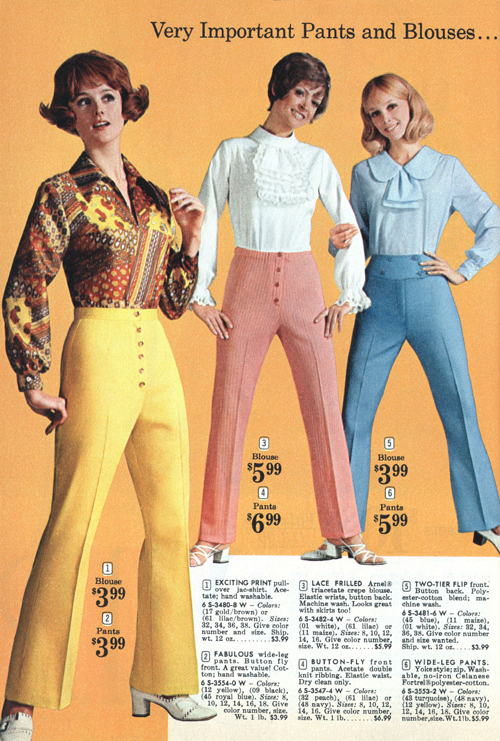 Very Important Pants and Blouses...
3
Blouse
$5.99
4
Pants
$6.99
5
Blouse
$3.99
6
Pants
$5.99
1
Blouse
$3.99
2
Pants
$3.99
1 EXCITING PRINT pull-
over jac-shirt. Ace-
tate; hand washable.
6 S-3480-8 W – Colors:
(17 gold/brown) or
(61 lilac/brown). Sizes:
32, 34, 36, 38. Give color
number and size. Ship.
wt. 12 oz. ....... $3.99
2 FABULOUS wide-leg
pants. Button fly
front. A great value! Cot-
ton; hand washable.
6 S-3554-0 W – Colors:
(12 yellow), (09 black),
(45 royal blue). Sizes: 8,
10, 12, 14, 16, 18. Give
color number, size.
Wt. 1 lb. $3.99
3 LACE FRILLED Arnel®
triacetate crepe blouse.
Elastic wrists, button back.
Machine wash. Looks great
with skirts too!
6 S-3482-4 W – Colors:
(01 white), (61 lilac) or
(11 maize). Sizes: 8, 10, 12,
14, 16. Give color number,
size. Wt. 12 oz. ...... $5.99
4 BUTTON-FLY front
pants. Acetate double
knit ribbing. Elastic waist.
Dry clean only.
6 S-3547-4 W – Colors:
(32 peach), (61 lilac) or
(48 navy). Sizes: 8, 10, 12,
14, 16. Give color number,
size. Wt. 1 lb. ..... $6.99
5 TWO-TIER FLIP front.
Button back. Poly-
ester-cotton blend; ma-
chine wash.
6 S-3481-6 W – Colors:
(45 blue), (11 maize),
(01 white). Sizes: 32, 34,
36, 38. Give color number
and size wanted.
Ship. wt. 12 oz. ... $3.99
6 WIDE-LEG PANTS.
Yoke style; zip. Wash-
able, no-iron Celanese
Fortrel® polyester-cotton.
6 S-3553-2 W – Colors:
(43 turquoise), (48 navy),
(12 yellow). Sizes: 8, 10,
12, 14, 16, 18. Give color
number, size. Wt. 1 lb. $5.99